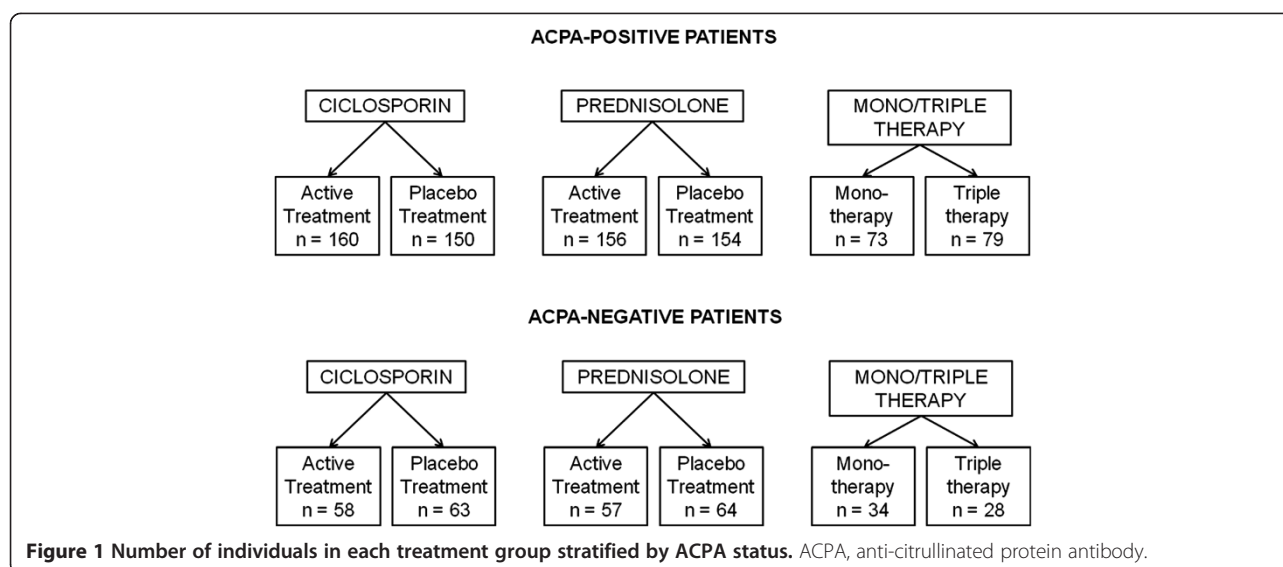 ACPA-POSITIVE PATIENTS
CICLOSPORIN
PREDNISOLONE
MONO/TRIPLE
THERAPY
Active
Treatment
n = 160
Placebo
Treatment
n = 150
Active
Treatment
n = 156
Placebo
Treatment
n = 154
Mono-
therapy
n = 73
Triple
therapy
n = 79
ACPA-NEGATIVE PATIENTS
CICLOSPORIN
PREDNISOLONE
MONO/TRIPLE
THERAPY
Active
Treatment
n = 58
Placebo
Treatment
n = 63
Active
Treatment
n = 57
Placebo
Treatment
n = 64
Mono-
therapy
n = 34
Triple
therapy
n = 28
Figure 1 Number of individuals in each treatment group stratified by ACPA status. ACPA, anti-citrullinated protein antibody.